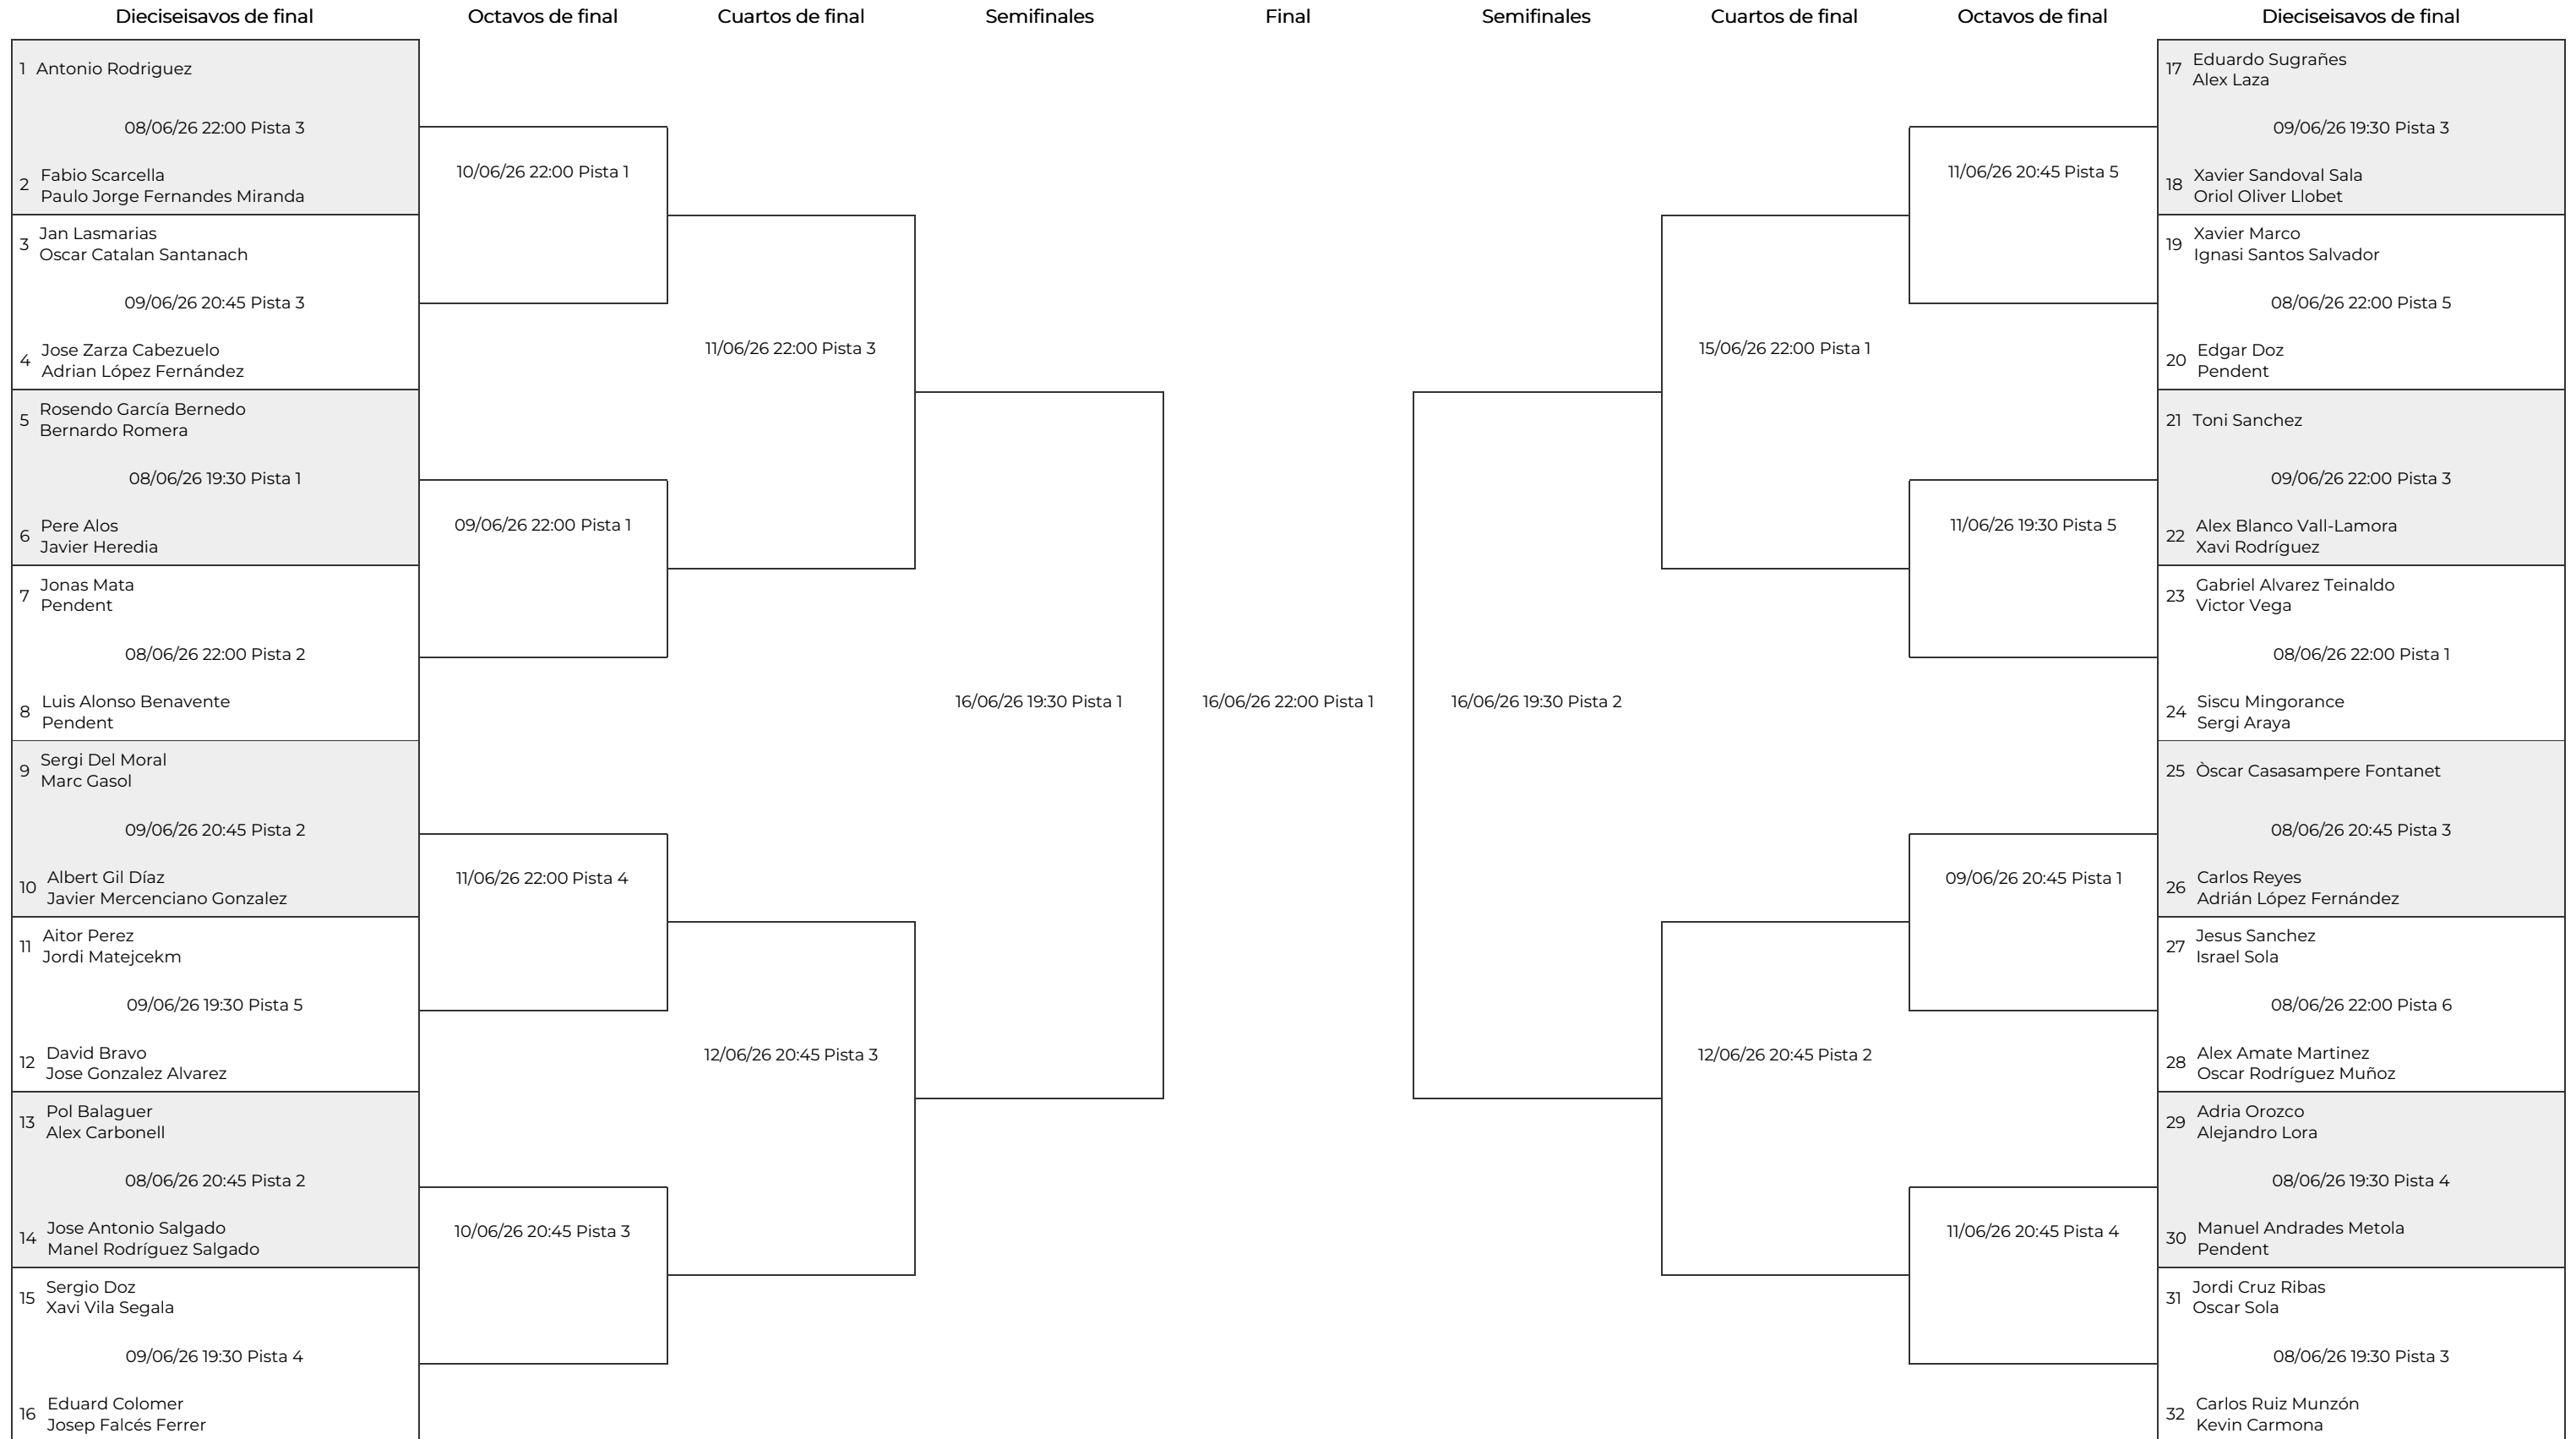 Dieciseisavos de final
Octavos de final
Cuartos de final
Semifinales
Final
Semifinales
Cuartos de final
Octavos de final
Dieciseisavos de final
1 Antonio Rodriguez
08/06/26 22:00 Pista 3
2 Fabio Scarcella
Paulo Jorge Fernandes Miranda
3 Jan Lasmarias
Oscar Catalan Santanach
09/06/26 20:45 Pista 3
4 Jose Zarza Cabezuelo
Adrian López Fernández
5 Rosendo García Bernedo
Bernardo Romera
08/06/26 19:30 Pista 1
6 Pere Alos
Javier Heredia
7 Jonas Mata
Pendent
08/06/26 22:00 Pista 2
8 Luis Alonso Benavente
Pendent
9 Sergi Del Moral
Marc Gasol
09/06/26 20:45 Pista 2
10 Albert Gil Díaz
Javier Mercenciano Gonzalez
11 Aitor Perez
Jordi Matejcekm
09/06/26 19:30 Pista 5
12 David Bravo
Jose Gonzalez Alvarez
13 Pol Balaguer
Alex Carbonell
08/06/26 20:45 Pista 2
14 Jose Antonio Salgado
Manel Rodríguez Salgado
15 Sergio Doz
Xavi Vila Segala
09/06/26 19:30 Pista 4
16 Eduard Colomer
Josep Falcés Ferrer
10/06/26 22:00 Pista 1
09/06/26 22:00 Pista 1
11/06/26 22:00 Pista 4
10/06/26 20:45 Pista 3
11/06/26 22:00 Pista 3
12/06/26 20:45 Pista 3
16/06/26 19:30 Pista 1
16/06/26 22:00 Pista 1
16/06/26 19:30 Pista 2
15/06/26 22:00 Pista 1
12/06/26 20:45 Pista 2
11/06/26 20:45 Pista 5
11/06/26 19:30 Pista 5
09/06/26 20:45 Pista 1
11/06/26 20:45 Pista 4
17 Eduardo Sugrañes
Alex Laza
09/06/26 19:30 Pista 3
18 Xavier Sandoval Sala
Oriol Oliver Llobet
19 Xavier Marco
Ignasi Santos Salvador
08/06/26 22:00 Pista 5
20 Edgar Doz
Pendent
21 Toni Sanchez
09/06/26 22:00 Pista 3
22 Alex Blanco Vall-Lamora
Xavi Rodríguez
23 Gabriel Alvarez Teinaldo
Victor Vega
08/06/26 22:00 Pista 1
24 Siscu Mingorance
Sergi Araya
25 Òscar Casasampere Fontanet
08/06/26 20:45 Pista 3
26 Carlos Reyes
Adrián López Fernández
27 Jesus Sanchez
Israel Sola
08/06/26 22:00 Pista 6
28 Alex Amate Martinez
Oscar Rodríguez Muñoz
29 Adria Orozco
Alejandro Lora
08/06/26 19:30 Pista 4
30 Manuel Andrades Metola
Pendent
31 Jordi Cruz Ribas
Oscar Sola
08/06/26 19:30 Pista 3
32 Carlos Ruiz Munzón
Kevin Carmona